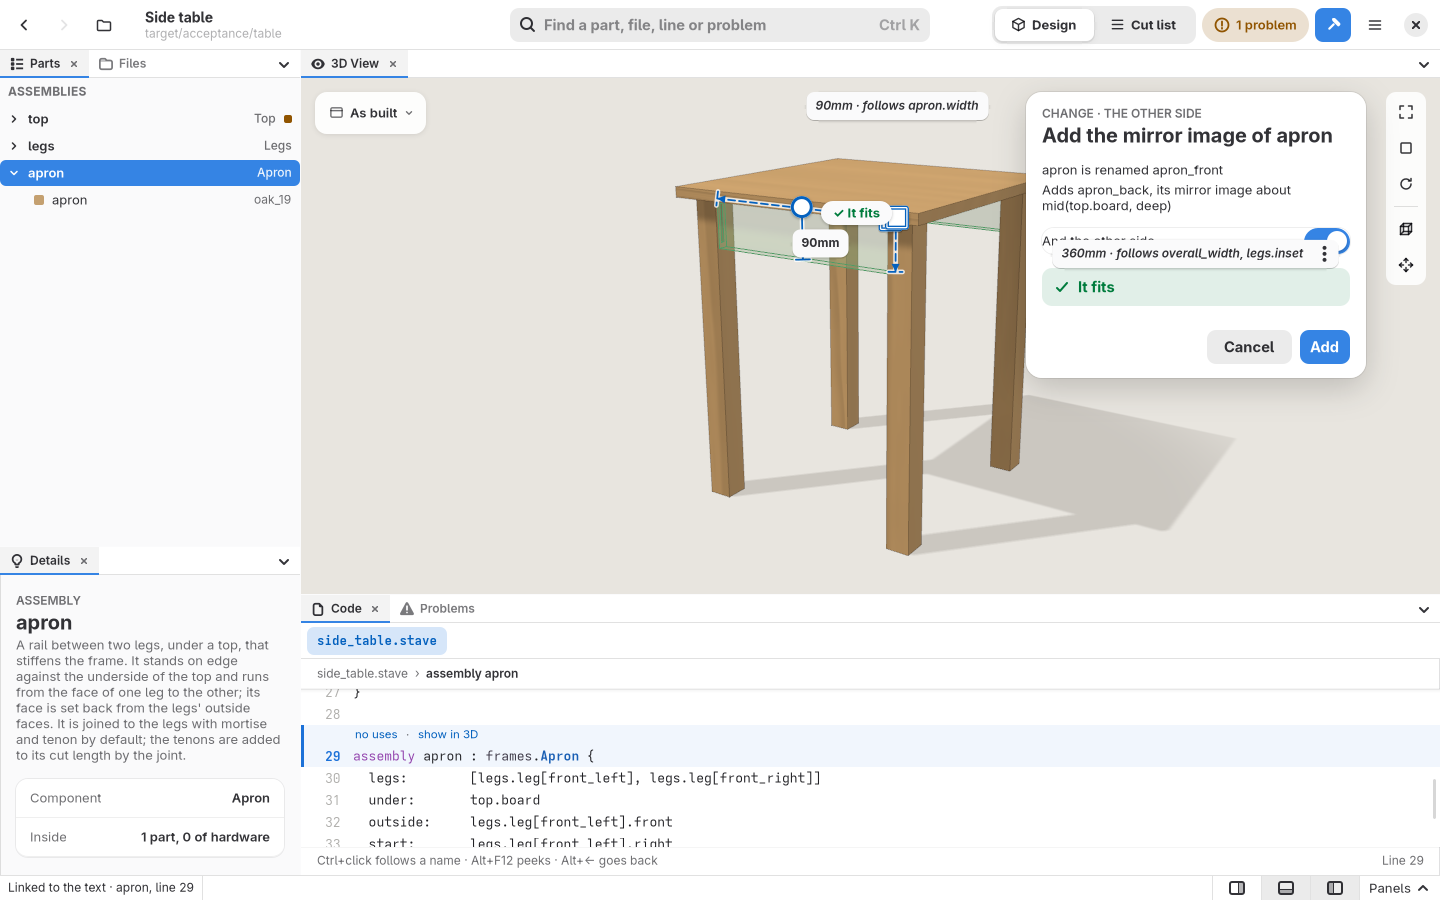 Side table
target/acceptance/table
Find a part, file, line or problem
Ctrl K
Design
Cut list
1 problem
Parts
Files
3D View
ASSEMBLIES
top
Top
legs
Legs
apron
Apron
apron
oak_19
As built
90mm · follows apron.width
It fits
90mm
CHANGE · THE OTHER SIDE
Add the mirror image of apron
apron is renamed apron_front
Adds apron_back, its mirror image about
mid(top.board, deep)
360mm · follows overall_width, legs.inset
It fits
Cancel
Add
Details
ASSEMBLY
apron
A rail between two legs, under a top, that
stiffens the frame. It stands on edge
against the underside of the top and runs
from the face of one leg to the other; its
face is set back from the legs' outside
faces. It is joined to the legs with mortise
and tenon by default; the tenons are added
to its cut length by the joint.
Component
Apron
Inside
1 part, 0 of hardware
Code
Problems
side_table.stave
side_table.stave › assembly apron
27 }
28
no uses · show in 3D
29 assembly apron : frames.Apron {
30 legs: [legs.leg[front_left], legs.leg[front_right]]
31 under: top.board
32 outside: legs.leg[front_left].front
33 start: legs.leg[front_left].right
Ctrl+click follows a name · Alt+F12 peeks · Alt+← goes back
Line 29
Linked to the text · apron, line 29
Panels